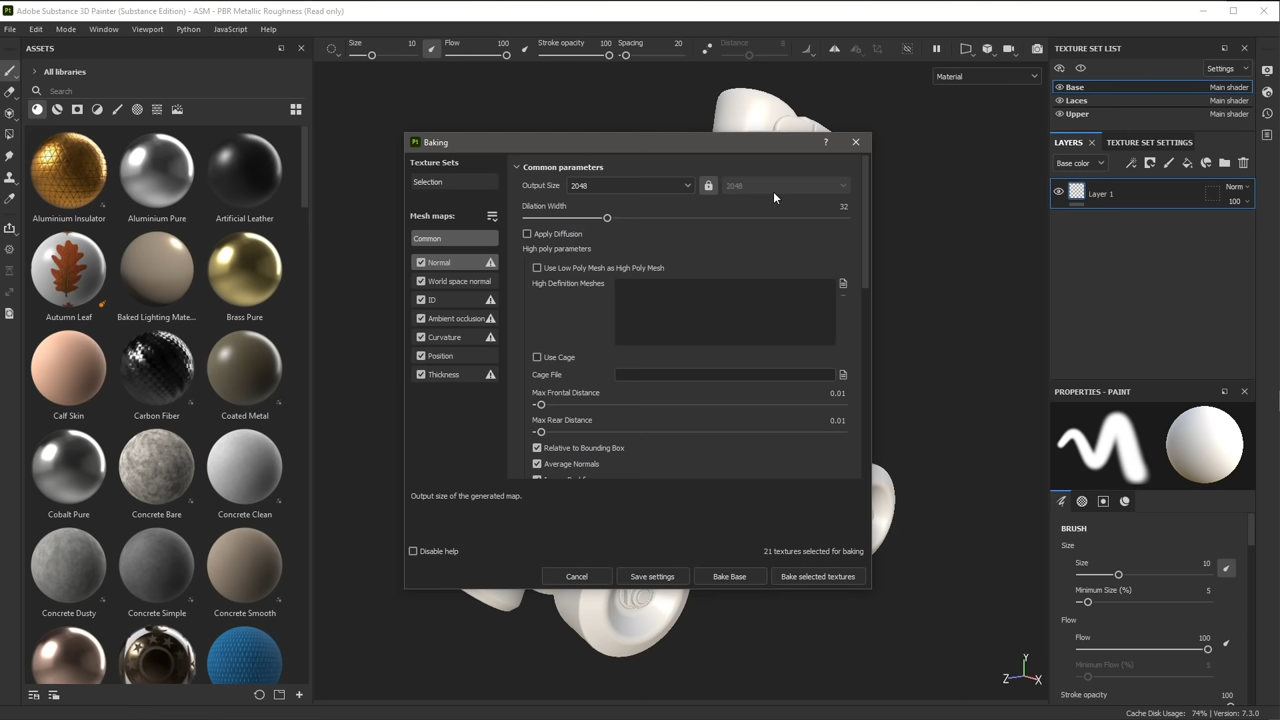 Adobe Substance 3D Painter (Substance Edition) - ASM - PBR Metallic Roughness (Read only)
File Edit Mode Window Viewport Python JavaScript Help
ASSETS
All libraries
Search
Aluminium Insulator Aluminium Pure Artificial Leather
Autumn Leaf Baked Lighting Mate... Brass Pure
Calf Skin Carbon Fiber Coated Metal
Cobalt Pure Concrete Bare Concrete Clean
Concrete Dusty Concrete Simple Concrete Smooth
Size 10 Flow 100 Stroke opacity 100 Spacing 20 Distance 8
Material
Baking
?
Texture Sets
Selection
Mesh maps:
Common
Normal
World space normal
ID
Ambient occlusion
Curvature
Position
Thickness
Common parameters
Output Size 2048 2048
Dilation Width 32
Apply Diffusion
High poly parameters
Use Low Poly Mesh as High Poly Mesh
High Definition Meshes
Use Cage
Cage File
Max Frontal Distance 0.01
Max Rear Distance 0.01
Relative to Bounding Box
Average Normals
Output size of the generated map.
Disable help
21 textures selected for baking
Cancel Save settings Bake Base Bake selected textures
Y
Z X
TEXTURE SET LIST
Settings
Base Main shader
Laces Main shader
Upper Main shader
LAYERS TEXTURE SET SETTINGS
Base color
Layer 1 Norm
100
PROPERTIES - PAINT
BRUSH
Size
Size 10
Minimum Size (%) 5
Flow
Flow 100
Minimum Flow (%)
Stroke opacity 100
Cache Disk Usage: 74% | Version: 7.3.0